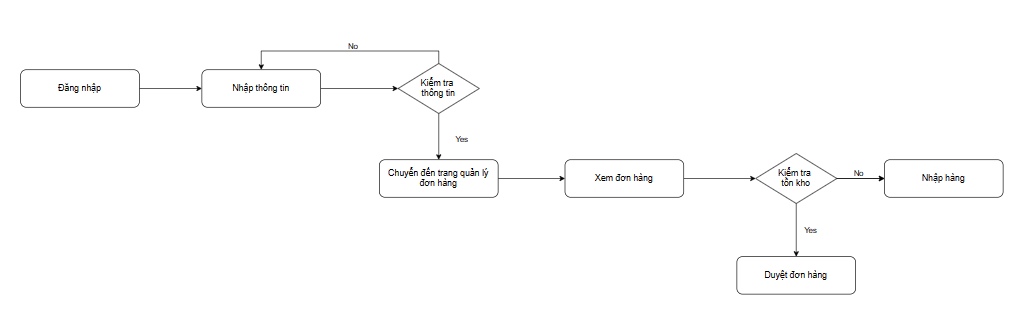 No
Đăng nhập
Nhập thông tin
Kiểm tra
thông tin
Yes
Chuyển đến trang quản lý
đơn hàng
Xem đơn hàng
Kiểm tra
tồn kho
No
Nhập hàng
Yes
Duyệt đơn hàng